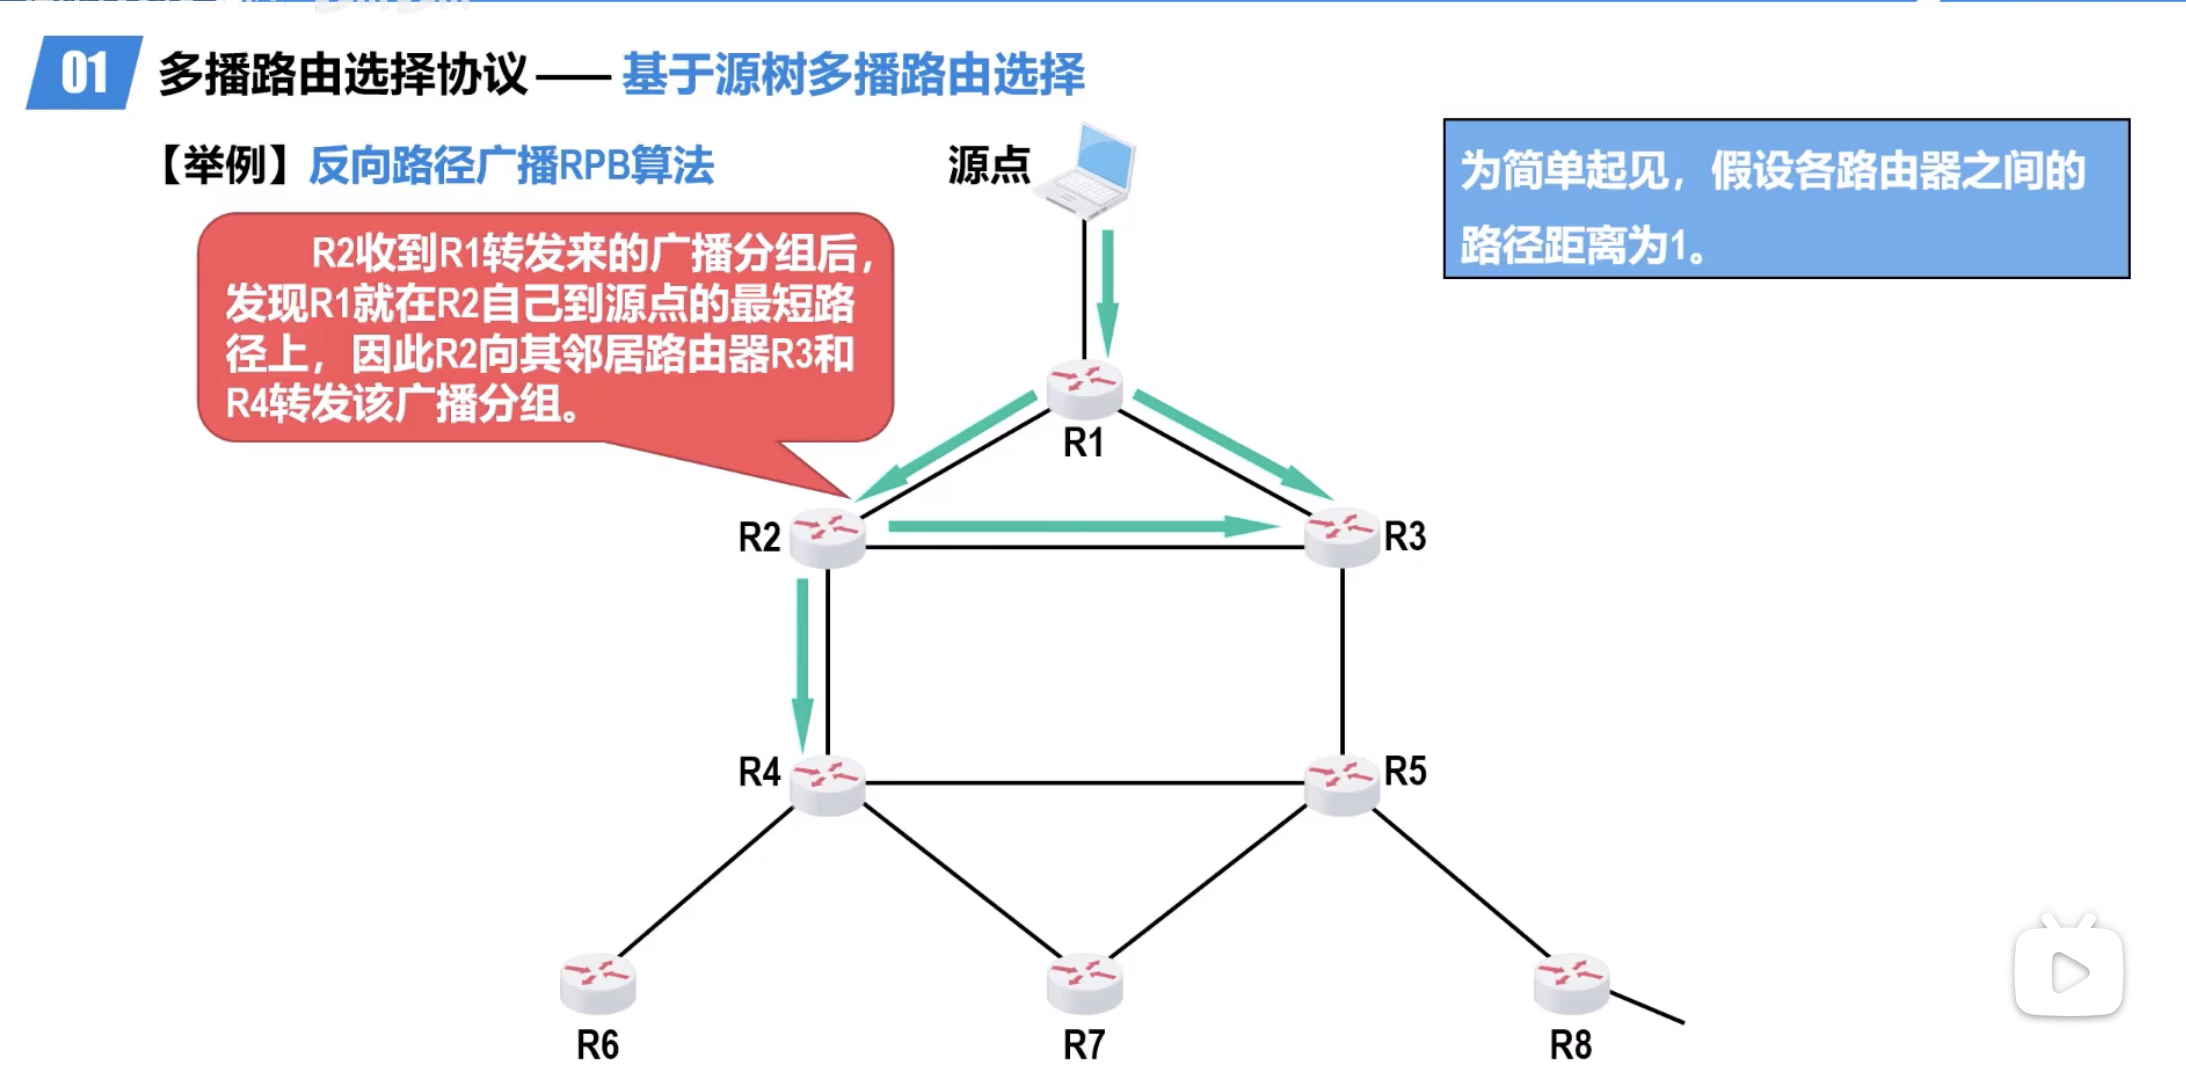 01 多播路由选择协议——基于源树多播路由选择
【举例】反向路径广播RPB算法
源点
为简单起见，假设各路由器之间的
路径距离为1。
R2收到R1转发来的广播分组后，
发现R1就在R2自己到源点的最短路
径上，因此R2向其邻居路由器R3和
R4转发该广播分组。
R1
R2
R3
R4
R5
R6
R7
R8